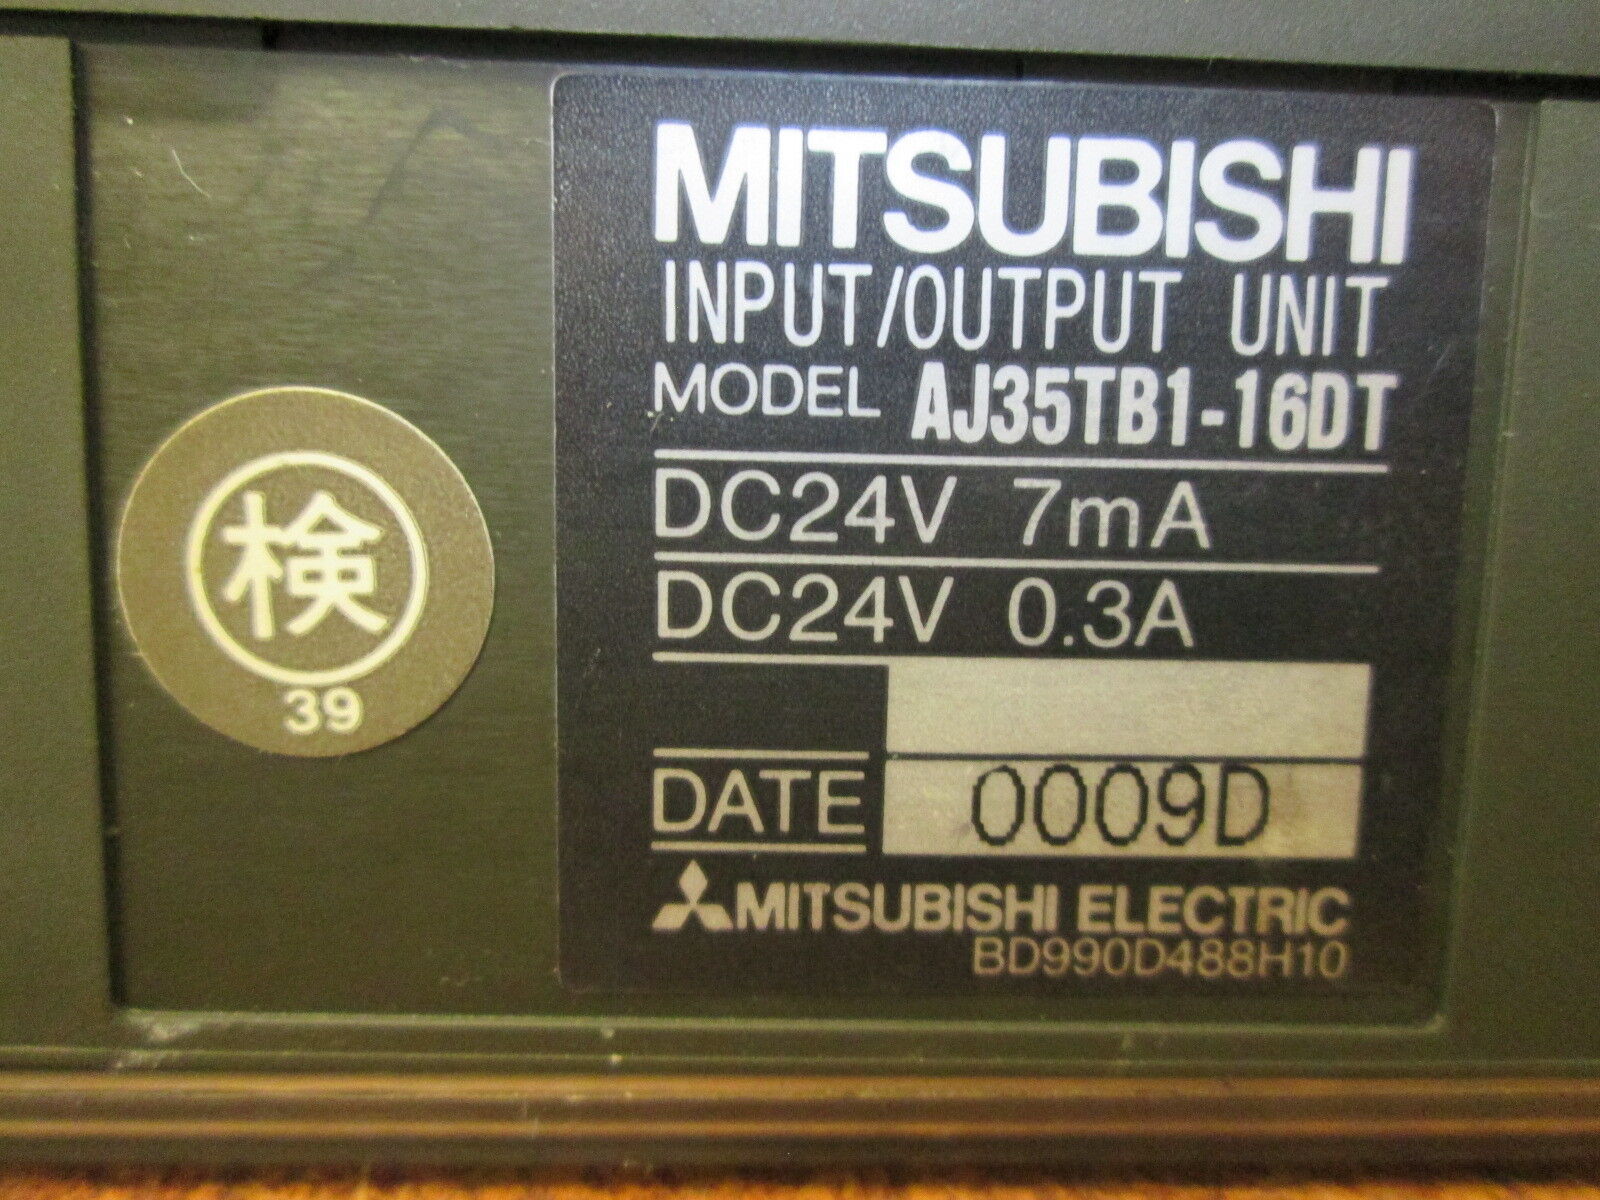 MITSUBISHI
INPUT/OUTPUT UNIT
MODEL AJ35TB1-16DT
DC24V 7mA
DC24V 0.3A
DATE 0009D
MITSUBISHI ELECTRIC
BD990D488H10
検
39